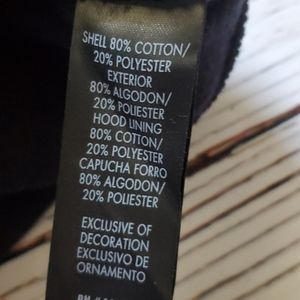 SHELL 80% COTTON/
20% POLYESTER
EXTERIOR
80% ALGODON/
20% POLIESTER
HOOD LINING
80% COTTON/
20% POLYESTER
CAPUCHA FORRO
80% ALGODON/
20% POLIESTER
EXCLUSIVE OF
DECORATION
EXCLUSIVO DE
ORNAMENTO